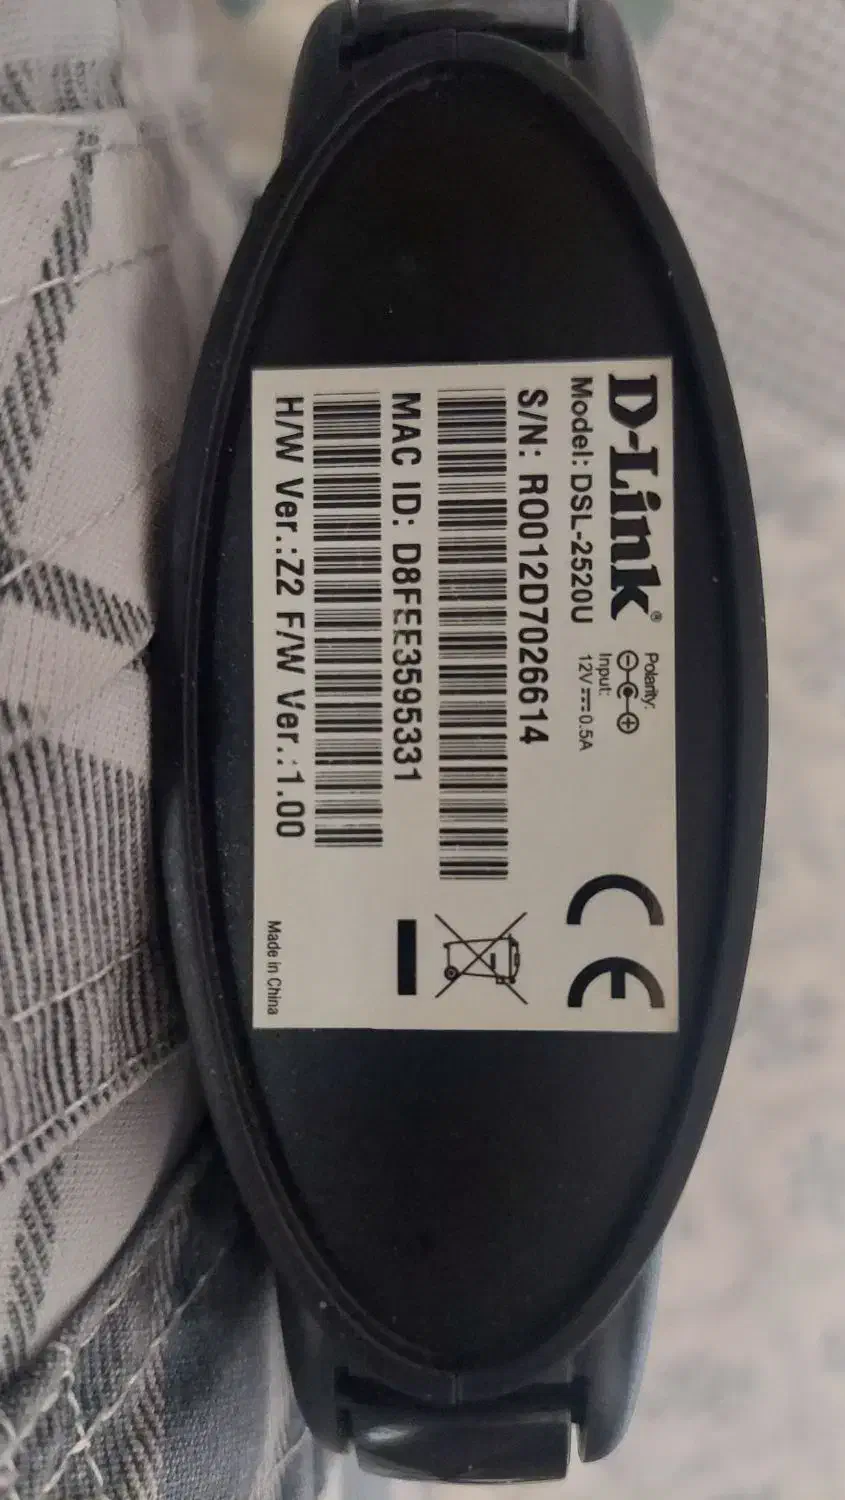 D-Link®
Model: DSL-2520U
Polarity:
Input:
12V 0.5A
S/N: R0012D7026614
MAC ID: D8FEE3595331
H/W Ver.:Z2 F/W Ver.:1.00
CE
Made in China